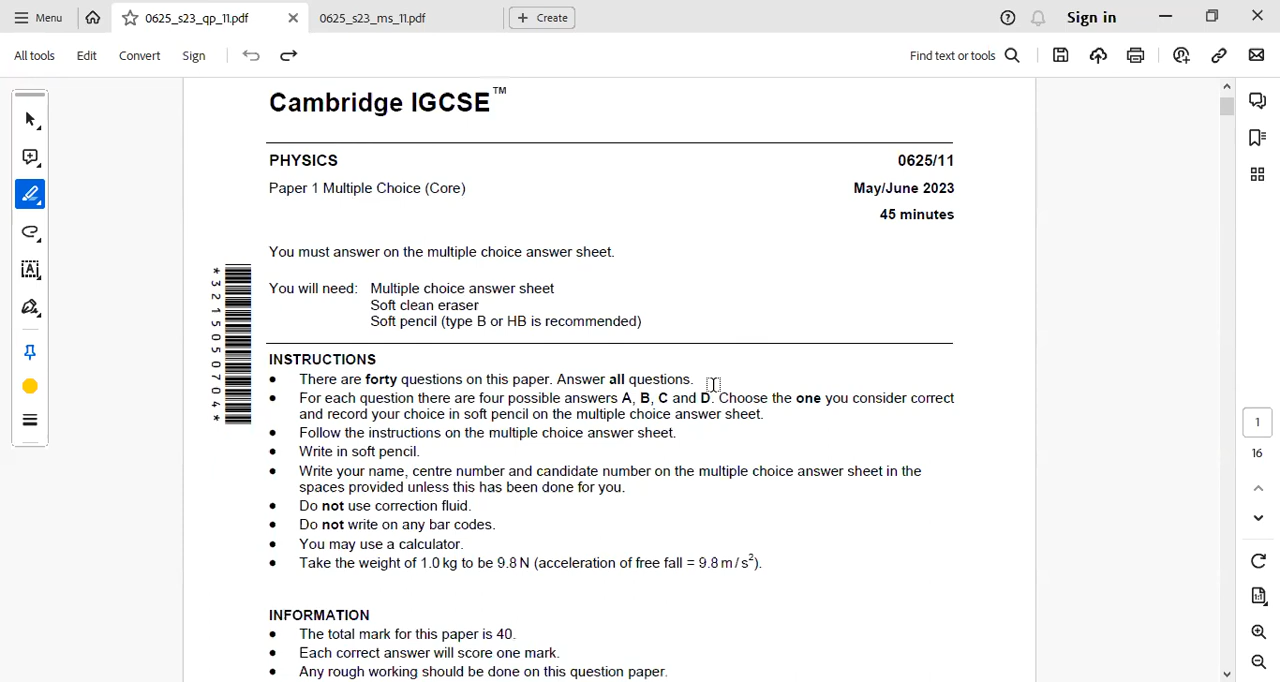 Menu
0625_s23_qp_11.pdf
0625_s23_ms_11.pdf
+ Create
Sign in
All tools
Edit
Convert
Sign
Find text or tools
Cambridge IGCSE™
PHYSICS 0625/11
Paper 1 Multiple Choice (Core) May/June 2023
45 minutes
You must answer on the multiple choice answer sheet.
You will need: Multiple choice answer sheet
Soft clean eraser
Soft pencil (type B or HB is recommended)
*3215050704*
INSTRUCTIONS
• There are forty questions on this paper. Answer all questions.
• For each question there are four possible answers A, B, C and D. Choose the one you consider correct
and record your choice in soft pencil on the multiple choice answer sheet.
• Follow the instructions on the multiple choice answer sheet.
• Write in soft pencil.
• Write your name, centre number and candidate number on the multiple choice answer sheet in the
spaces provided unless this has been done for you.
• Do not use correction fluid.
• Do not write on any bar codes.
• You may use a calculator.
• Take the weight of 1.0 kg to be 9.8 N (acceleration of free fall = 9.8 m/s²).
INFORMATION
• The total mark for this paper is 40.
• Each correct answer will score one mark.
• Any rough working should be done on this question paper.
1
16